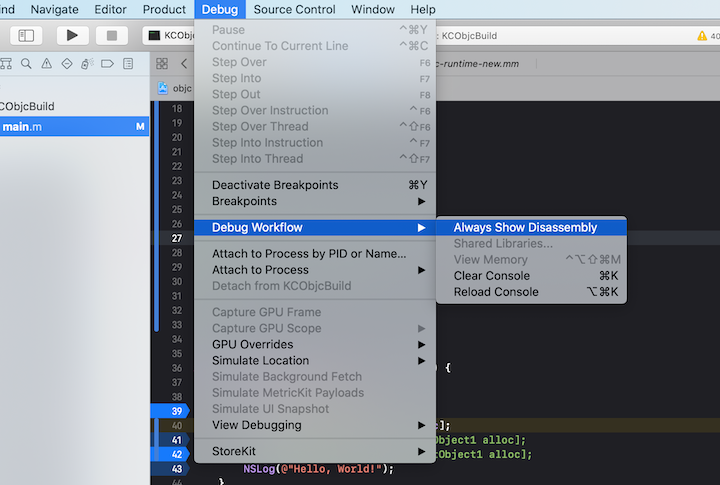 ind Navigate Editor Product Debug Source Control Window Help
KCObj : KCObjcBuild 40
c-runtime-new.mm
objc
CObjcBuild
main.m M
Pause ^⌘Y
Continue To Current Line ^⌘C
Step Over F6
Step Into F7
Step Out F8
Step Over Instruction ^F6
Step Over Thread ^⇧F6
Step Into Instruction ^F7
Step Into Thread ^⇧F7
Deactivate Breakpoints ⌘Y
Breakpoints ▶
Debug Workflow ▶
Always Show Disassembly
Shared Libraries...
View Memory ^⌥⇧⌘M
Clear Console ⌘K
Reload Console ⌥⌘K
Attach to Process by PID or Name...
Attach to Process ▶
Detach from KCObjcBuild
Capture GPU Frame
Capture GPU Scope ▶
GPU Overrides ▶
Simulate Location ▶
Simulate Background Fetch
Simulate MetricKit Payloads
Simulate UI Snapshot
View Debugging ▶
StoreKit ▶
18
19
20
21
22
23
24
25
26
27
28
29
30
31
32
33
34
35
36 ) {
37
38
39
40 c];
41 Object1 alloc];
42 tObject1 alloc];
43 NSLog(@"Hello, World!");
44 }